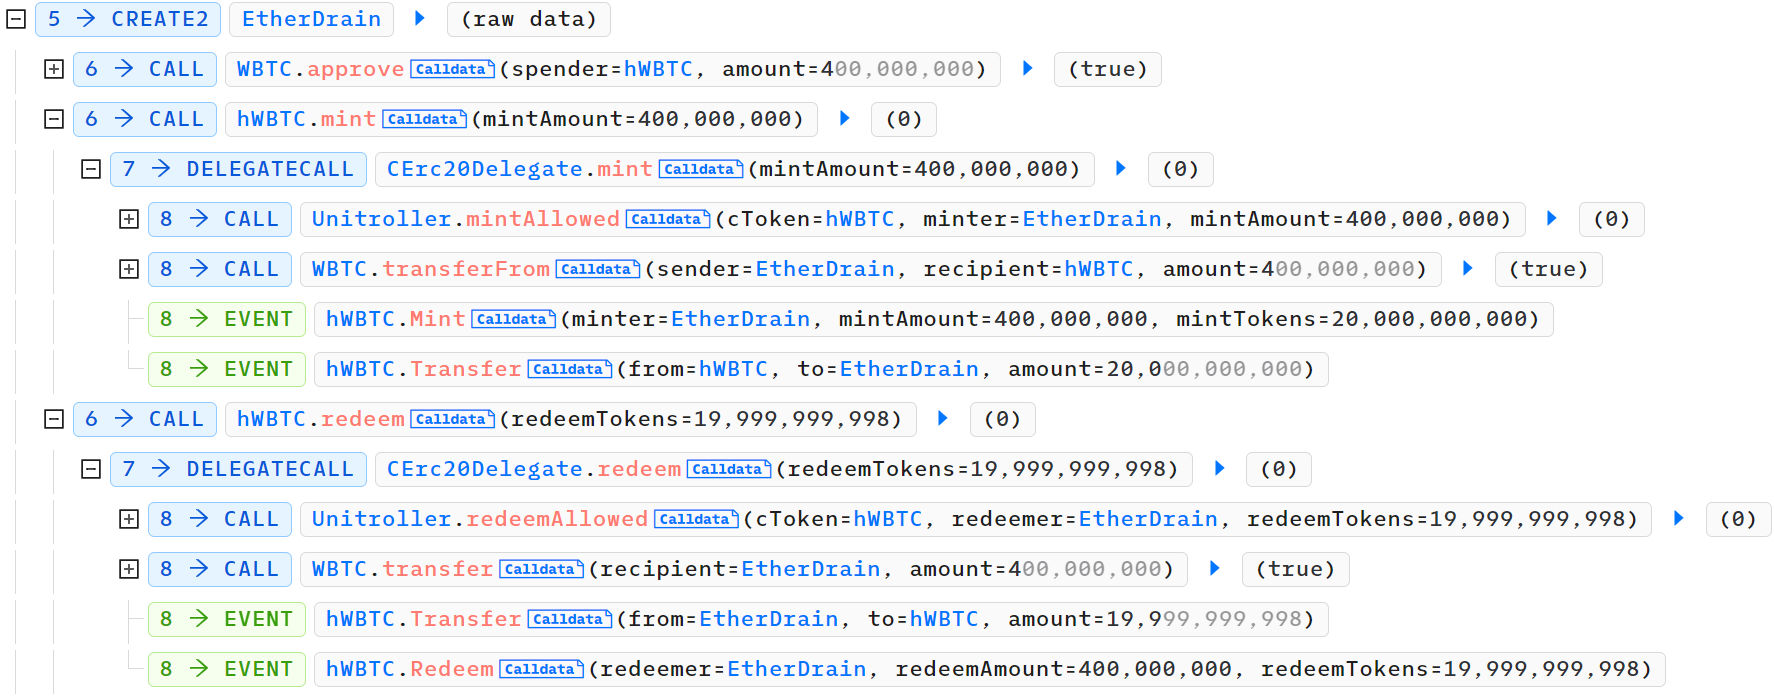 5 → CREATE2 EtherDrain ▶ (raw data)
6 → CALL WBTC.approve Calldata (spender=hWBTC, amount=400,000,000) ▶ (true)
6 → CALL hWBTC.mint Calldata (mintAmount=400,000,000) ▶ (0)
7 → DELEGATECALL CErc20Delegate.mint Calldata (mintAmount=400,000,000) ▶ (0)
8 → CALL Unitroller.mintAllowed Calldata (cToken=hWBTC, minter=EtherDrain, mintAmount=400,000,000) ▶ (0)
8 → CALL WBTC.transferFrom Calldata (sender=EtherDrain, recipient=hWBTC, amount=400,000,000) ▶ (true)
8 → EVENT hWBTC.Mint Calldata (minter=EtherDrain, mintAmount=400,000,000, mintTokens=20,000,000,000)
8 → EVENT hWBTC.Transfer Calldata (from=hWBTC, to=EtherDrain, amount=20,000,000,000)
6 → CALL hWBTC.redeem Calldata (redeemTokens=19,999,999,998) ▶ (0)
7 → DELEGATECALL CErc20Delegate.redeem Calldata (redeemTokens=19,999,999,998) ▶ (0)
8 → CALL Unitroller.redeemAllowed Calldata (cToken=hWBTC, redeemer=EtherDrain, redeemTokens=19,999,999,998) ▶ (0)
8 → CALL WBTC.transfer Calldata (recipient=EtherDrain, amount=400,000,000) ▶ (true)
8 → EVENT hWBTC.Transfer Calldata (from=EtherDrain, to=hWBTC, amount=19,999,999,998)
8 → EVENT hWBTC.Redeem Calldata (redeemer=EtherDrain, redeemAmount=400,000,000, redeemTokens=19,999,999,998)